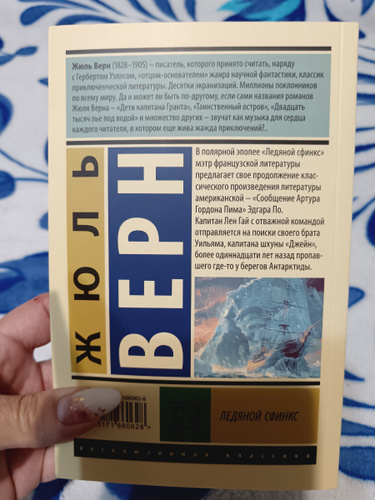 Жюль Верн (1828–1905) – писатель, которого принято считать, наряду
с Гербертом Уэллсом, «отцом-основателем» жанра научной фантастики, классик
приключенческой литературы. Десятки экранизаций. Миллионы поклонников
по всему миру. Да и может ли быть по-другому, если сами названия романов
Жюля Верна – «Дети капитана Гранта», «Таинственный остров», «Двадцать
тысяч лье под водой» и множество других – звучат как музыка для сердца
каждого читателя, в котором еще жива жажда приключений?..
ЖЮЛЬ
ВЕРН
В полярной эпопее «Ледяной сфинкс»
мэтр французской литературы
предлагает свое продолжение клас-
сического произведения литературы
американской – «Сообщение Артура
Гордона Пима» Эдгара По.
Капитан Лен Гай с отважной командой
отправляется на поиски своего брата
Уильяма, капитана шхуны «Джейн»,
более одиннадцати лет назад пропав-
шего где-то у берегов Антарктиды.
ЛЕДЯНОЙ СФИНКС
эксклюзивная классика